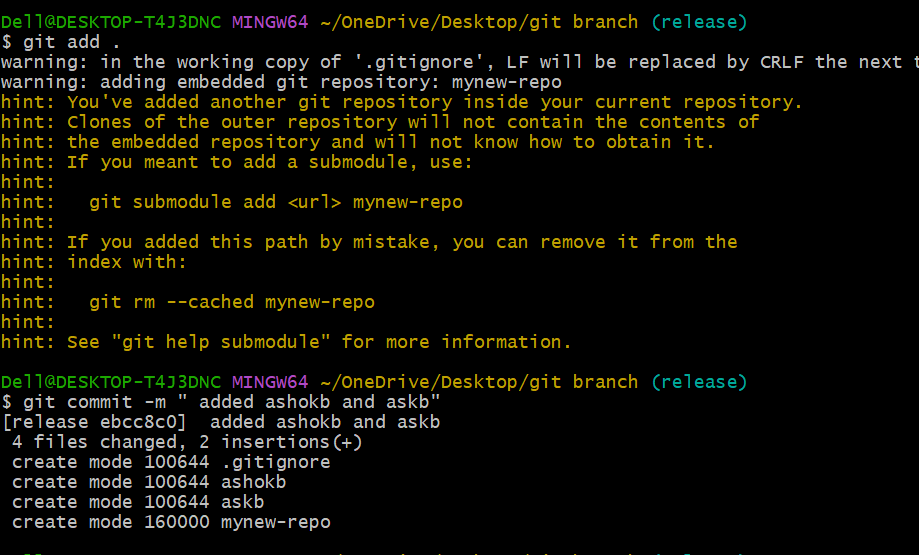 Dell@DESKTOP-T4J3DNC MINGW64 ~/OneDrive/Desktop/git branch (release)
$ git add .
warning: in the working copy of '.gitignore', LF will be replaced by CRLF the next t
warning: adding embedded git repository: mynew-repo
hint: You've added another git repository inside your current repository.
hint: Clones of the outer repository will not contain the contents of
hint: the embedded repository and will not know how to obtain it.
hint: If you meant to add a submodule, use:
hint:
hint:   git submodule add <url> mynew-repo
hint:
hint: If you added this path by mistake, you can remove it from the
hint: index with:
hint:
hint:   git rm --cached mynew-repo
hint:
hint: See "git help submodule" for more information.

Dell@DESKTOP-T4J3DNC MINGW64 ~/OneDrive/Desktop/git branch (release)
$ git commit -m " added ashokb and askb"
[release ebcc8c0]  added ashokb and askb
 4 files changed, 2 insertions(+)
 create mode 100644 .gitignore
 create mode 100644 ashokb
 create mode 100644 askb
 create mode 160000 mynew-repo